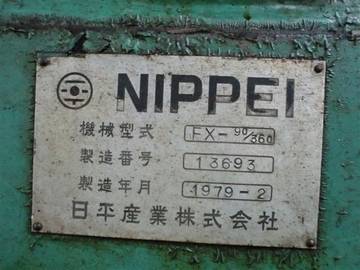 NIPPEI
機械型式 FX-90/360
製造番号 13693
製造年月 1979-2
日平産業株式会社